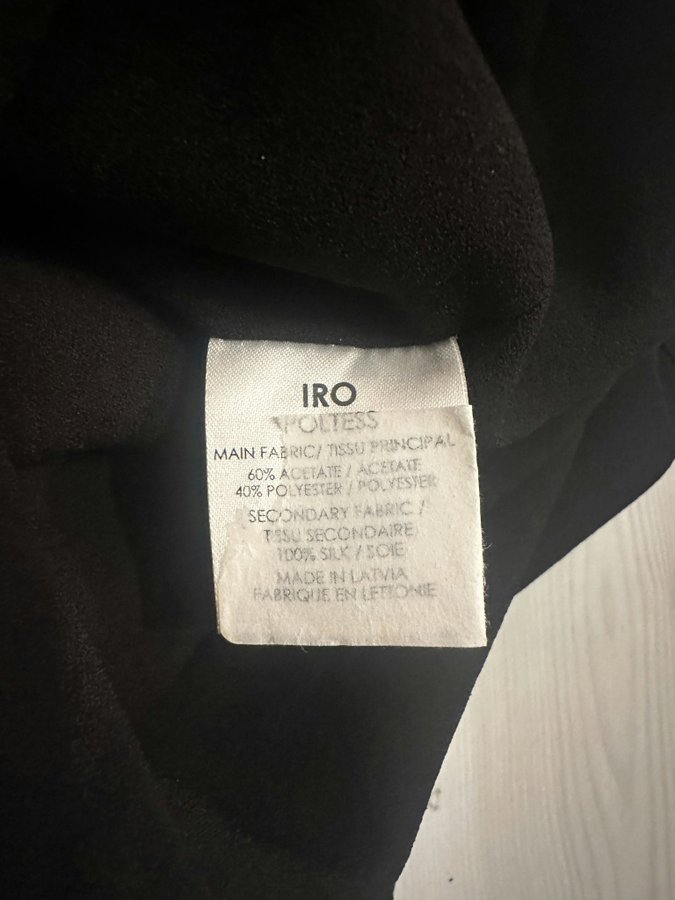 IRO
POLTESS
MAIN FABRIC/ TISSU PRINCIPAL
60% ACETATE / ACETATE
40% POLYESTER / POLYESTER
SECONDARY FABRIC /
TISSU SECONDAIRE
100% SILK / SOIE
MADE IN LATVIA
FABRIQUE EN LETTONIE